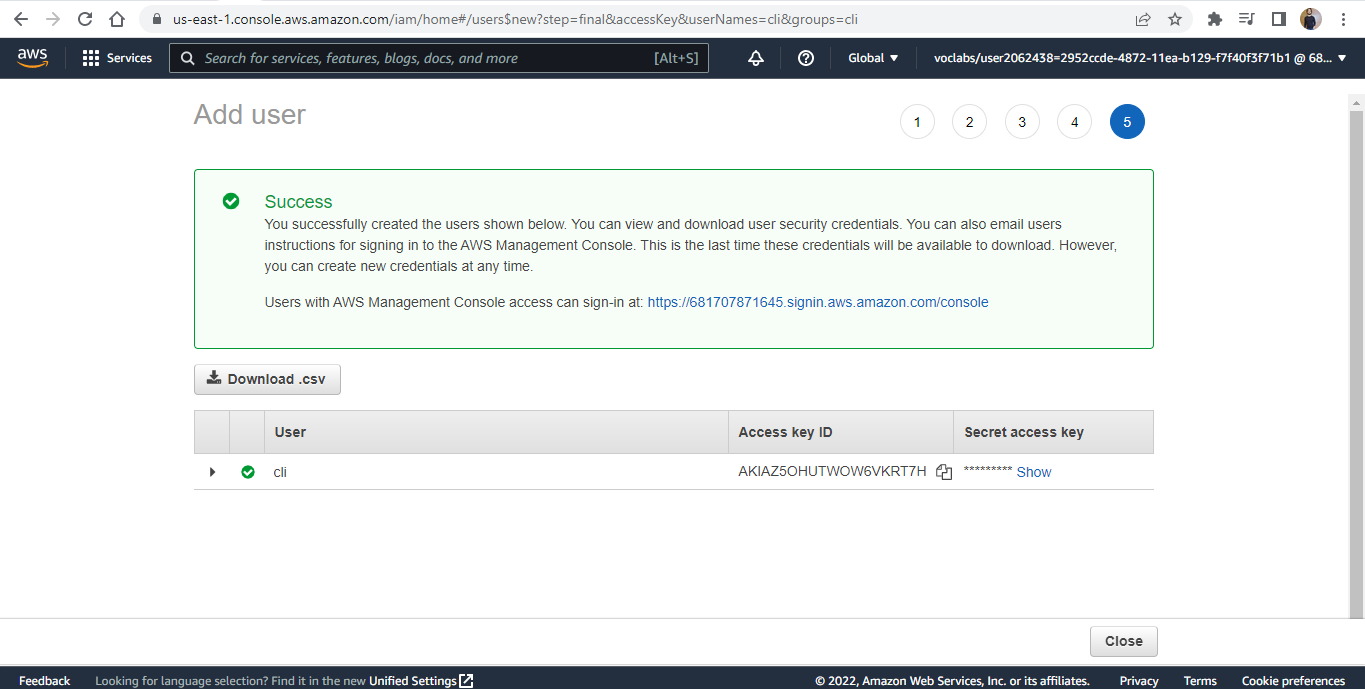 us-east-1.console.aws.amazon.com/iam/home#/users$new?step=final&accessKey&userNames=cli&groups=cli
aws Services Search for services, features, blogs, docs, and more [Alt+S] Global voclabs/user2062438=2952ccde-4872-11ea-b129-f7f40f3f71b1 @ 68...
Add user 1 2 3 4 5
Success
You successfully created the users shown below. You can view and download user security credentials. You can also email users
instructions for signing in to the AWS Management Console. This is the last time these credentials will be available to download. However,
you can create new credentials at any time.
Users with AWS Management Console access can sign-in at: https://681707871645.signin.aws.amazon.com/console
Download .csv
User Access key ID Secret access key
cli AKIAZ5OHUTWOW6VKRT7H ********* Show
Close
Feedback Looking for language selection? Find it in the new Unified Settings © 2022, Amazon Web Services, Inc. or its affiliates. Privacy Terms Cookie preferences